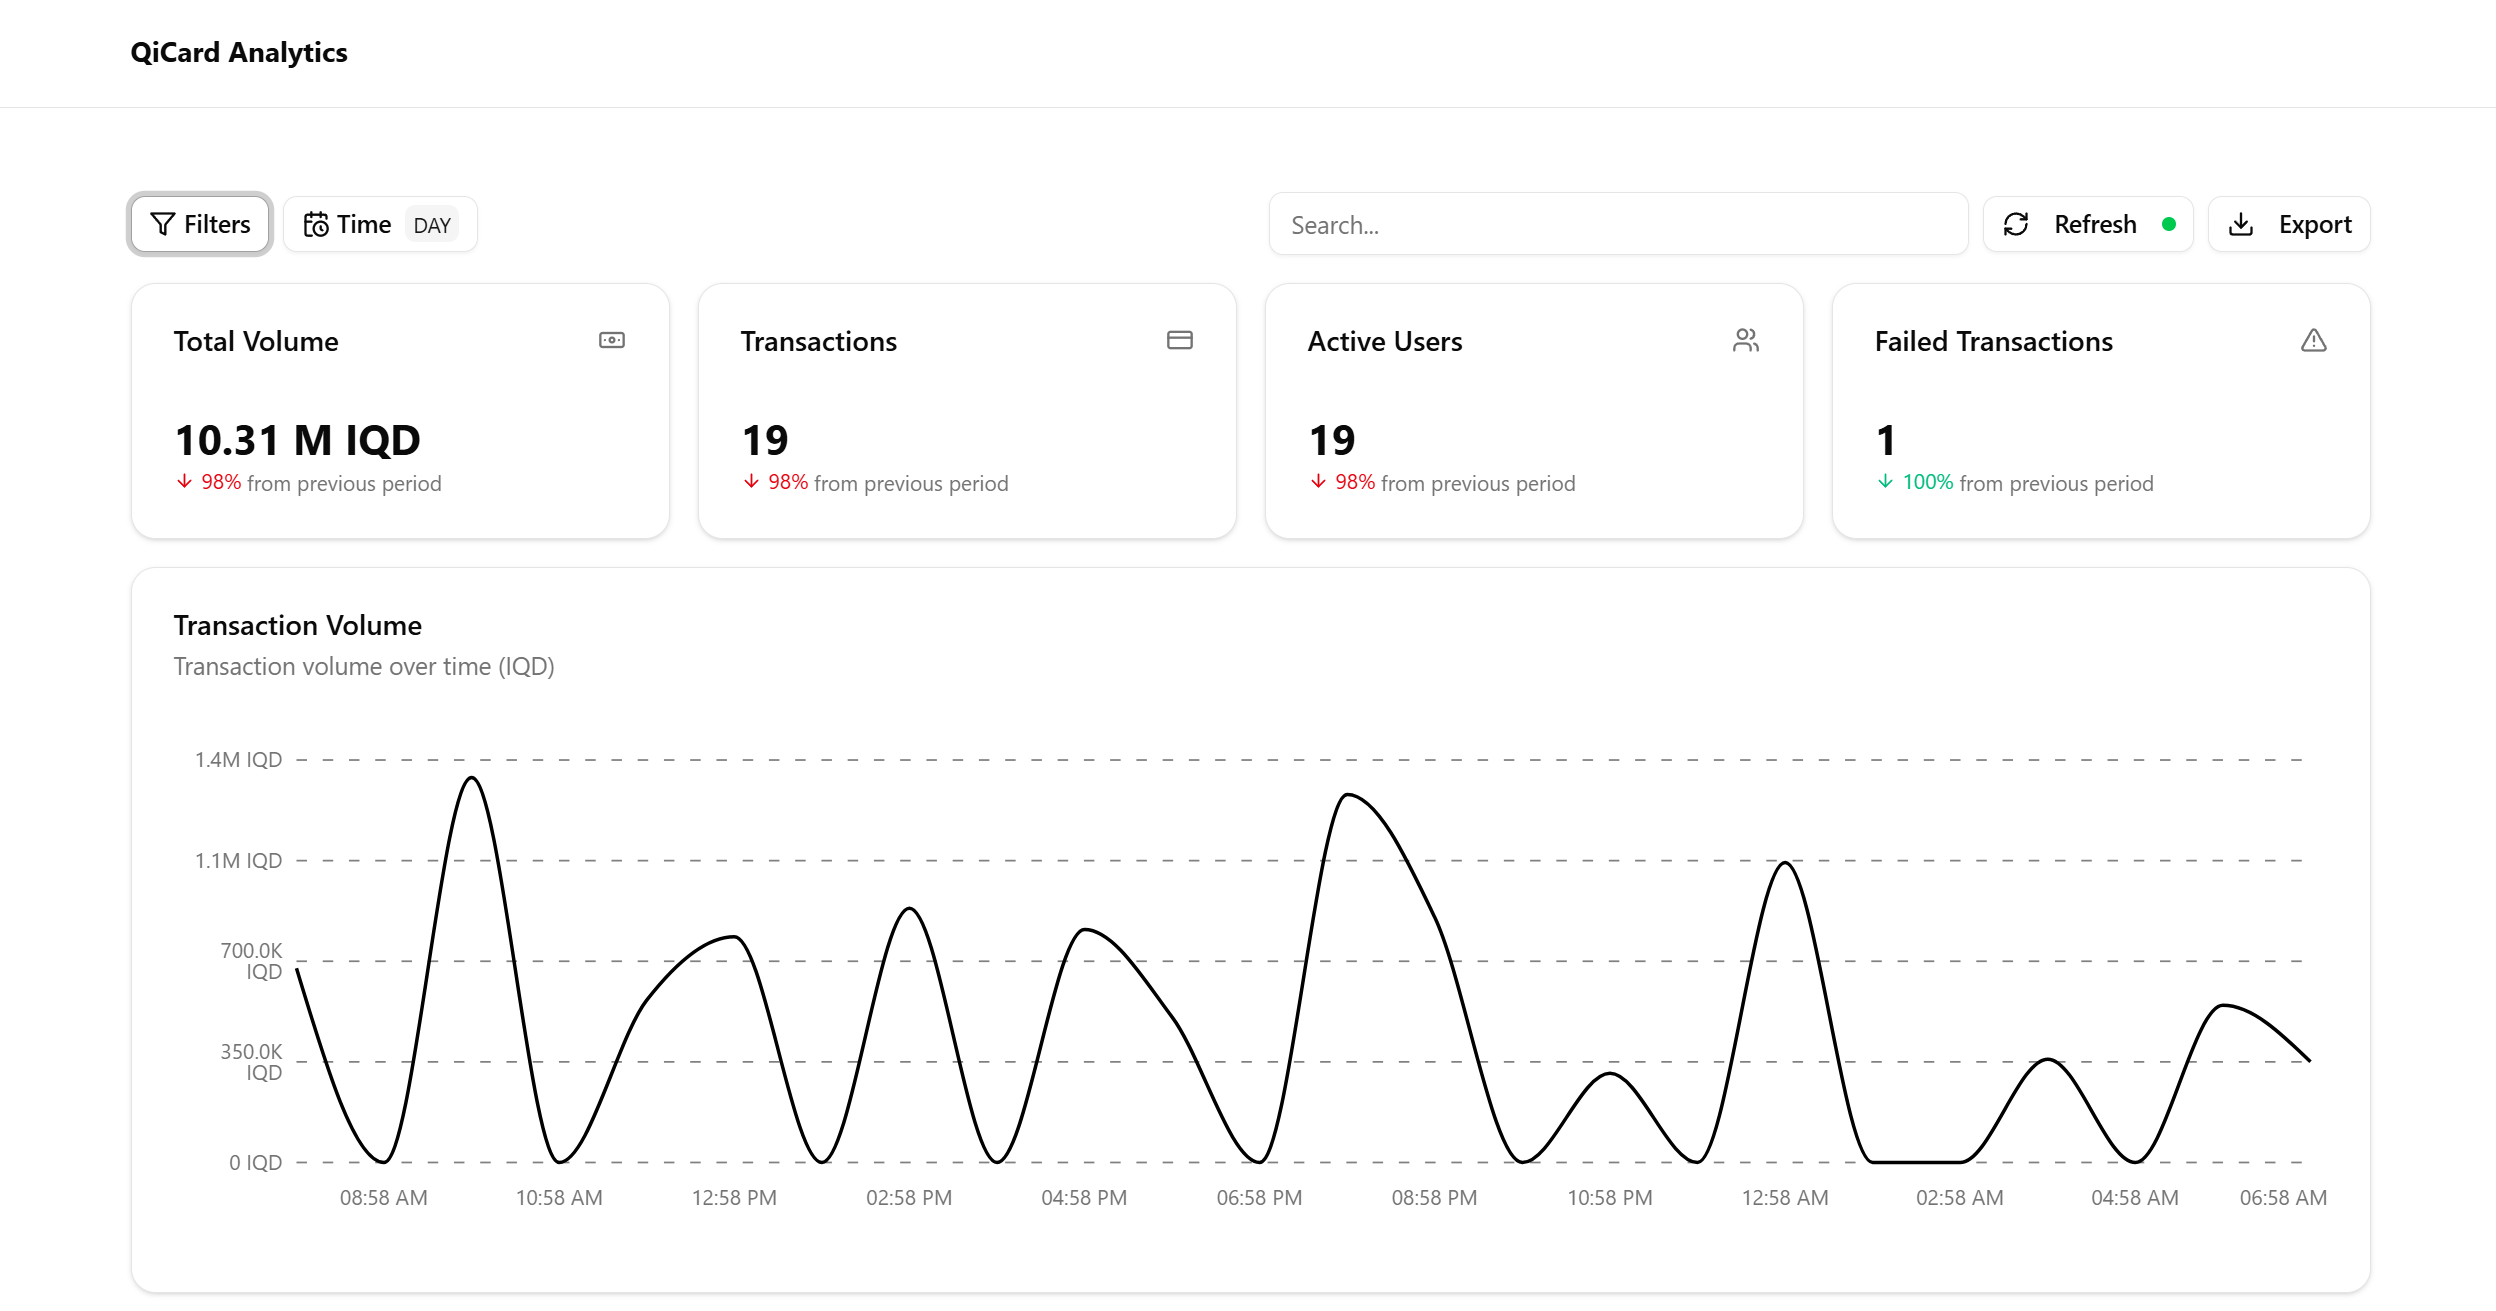 QiCard Analytics
Filters
Time DAY
Search...
Refresh
Export
Total Volume
10.31 M IQD
98% from previous period
Transactions
19
98% from previous period
Active Users
19
98% from previous period
Failed Transactions
1
100% from previous period
Transaction Volume
Transaction volume over time (IQD)
1.4M IQD
1.1M IQD
700.0K
IQD
350.0K
IQD
0 IQD
08:58 AM
10:58 AM
12:58 PM
02:58 PM
04:58 PM
06:58 PM
08:58 PM
10:58 PM
12:58 AM
02:58 AM
04:58 AM
06:58 AM